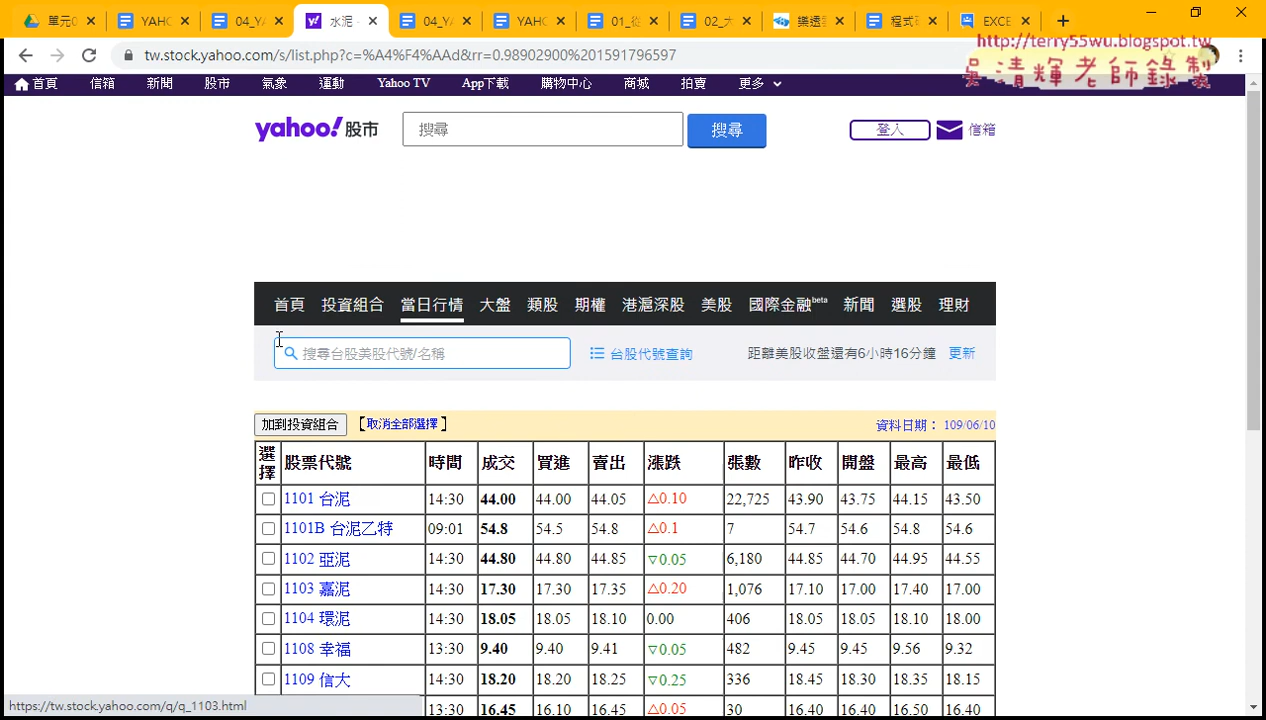 單元0
YAHO
04_YA
水泥 -
04_YA
YAHC
01_從
02_大
樂透
程式
EXCE
tw.stock.yahoo.com/s/list.php?c=%A4%F4%AAd&rr=0.98902900%201591796597
http://terry55wu.blogspot.tw
吳清輝老師錄製
首頁 信箱 新聞 股市 氣象 運動 Yahoo TV App下載 購物中心 商城 拍賣 更多
yahoo!股市 搜尋 搜尋 登入 信箱
首頁 投資組合 當日行情 大盤 類股 期權 港滬深股 美股 國際金融beta 新聞 選股 理財
搜尋台股美股代號/名稱 台股代號查詢 距離美股收盤還有6小時16分鐘 更新
加到投資組合 【取消全部選擇】 資料日期： 109/06/10
選擇 股票代號 時間 成交 買進 賣出 漲跌 張數 昨收 開盤 最高 最低
1101 台泥 14:30 44.00 44.00 44.05 △0.10 22,725 43.90 43.75 44.15 43.50
1101B 台泥乙特 09:01 54.8 54.5 54.8 △0.1 7 54.7 54.6 54.8 54.6
1102 亞泥 14:30 44.80 44.80 44.85 ▽0.05 6,180 44.85 44.70 44.95 44.55
1103 嘉泥 14:30 17.30 17.30 17.35 △0.20 1,076 17.10 17.00 17.40 17.00
1104 環泥 14:30 18.05 18.05 18.10 0.00 406 18.05 18.05 18.10 18.00
1108 幸福 13:30 9.40 9.40 9.41 ▽0.05 482 9.45 9.45 9.56 9.32
1109 信大 14:30 18.20 18.20 18.25 ▽0.25 336 18.45 18.30 18.35 18.15
13:30 16.45 16.10 16.45 △0.05 30 16.40 16.40 16.50 16.40
https://tw.stock.yahoo.com/q/q_1103.html